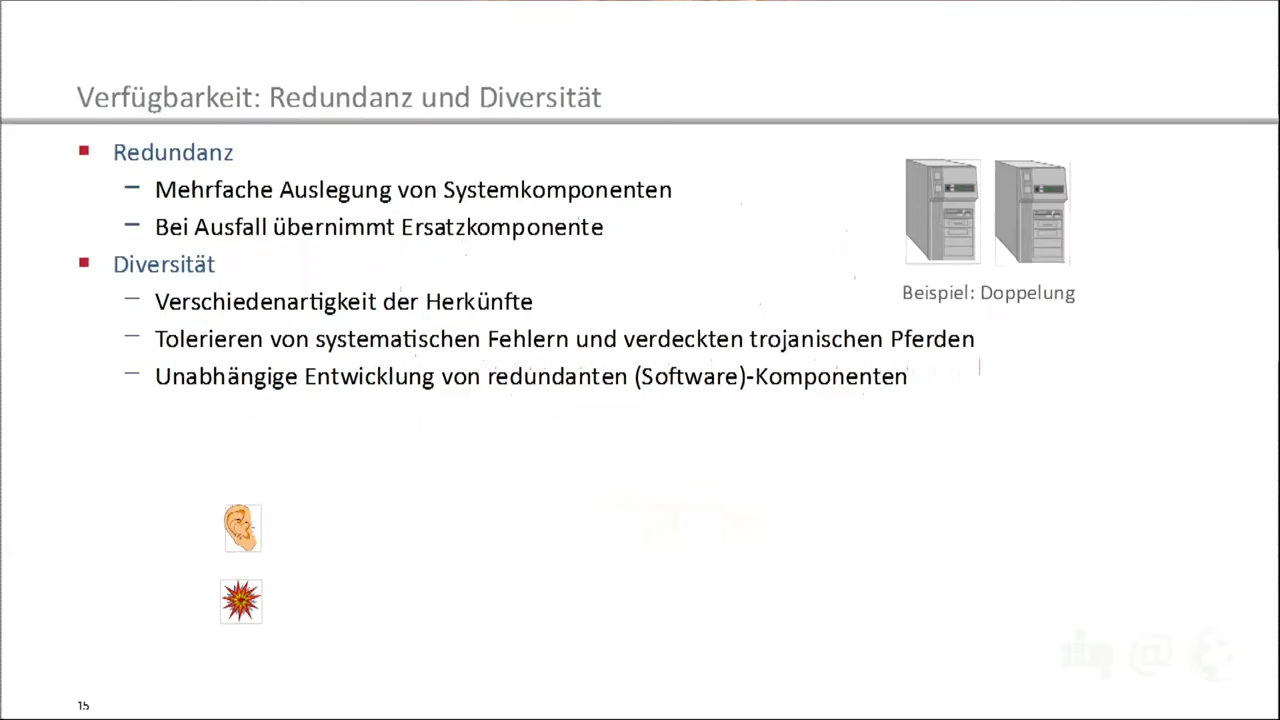 Verfügbarkeit: Redundanz und Diversität
Redundanz
– Mehrfache Auslegung von Systemkomponenten
– Bei Ausfall übernimmt Ersatzkomponente
Diversität
– Verschiedenartigkeit der Herkünfte
– Tolerieren von systematischen Fehlern und verdeckten trojanischen Pferden
– Unabhängige Entwicklung von redundanten (Software)-Komponenten
Beispiel: Doppelung
15